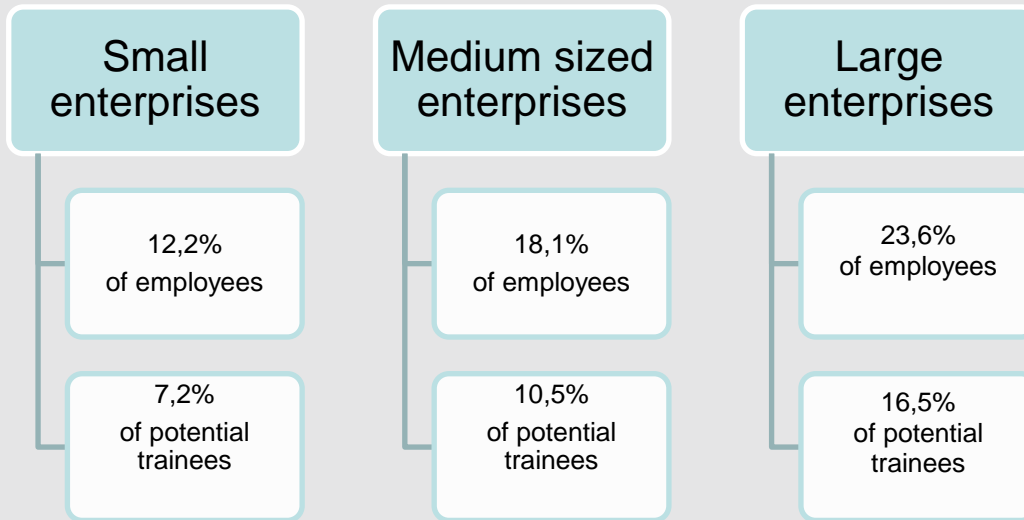 Small
enterprises
12,2%
of employees
7,2%
of potential
trainees
Medium sized
enterprises
18,1%
of employees
10,5%
of potential
trainees
Large
enterprises
23,6%
of employees
16,5%
of potential
trainees